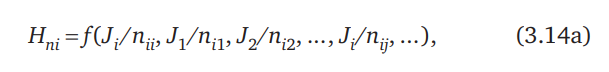 H_{ni} = f(J_i/n_{ii}, J_1/n_{i1}, J_2/n_{i2}, ..., J_i/n_{ij}, ...), (3.14a)